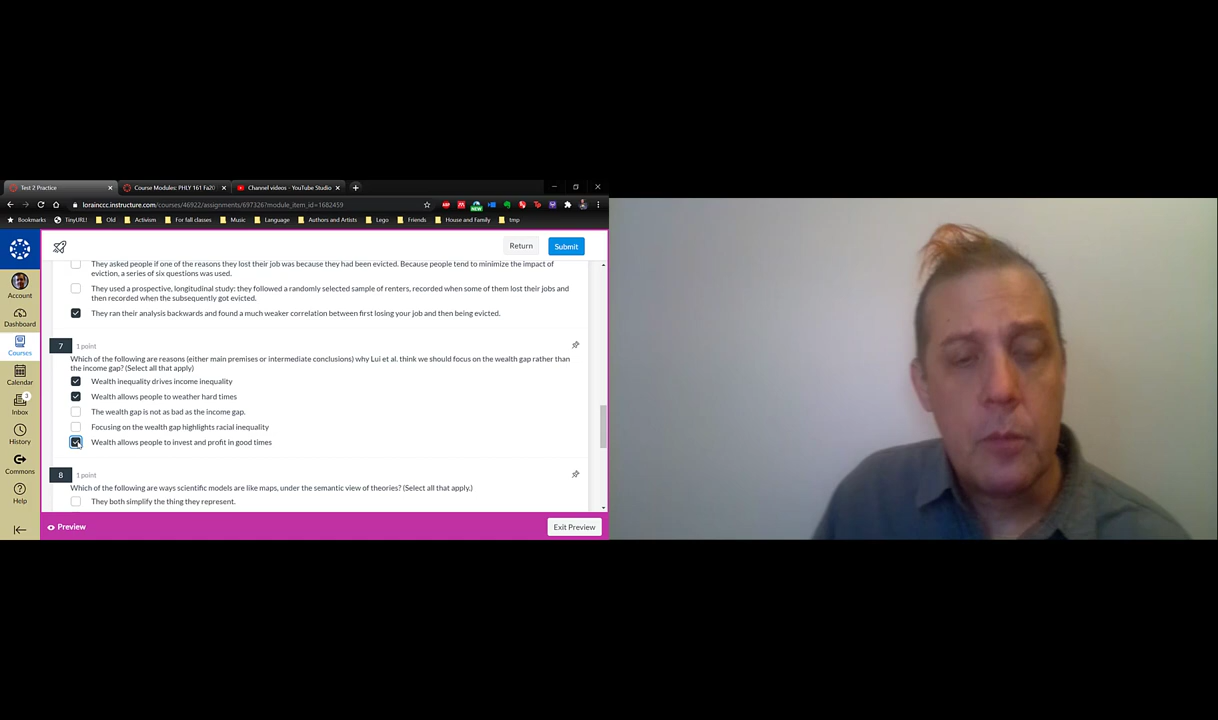 Test 2 Practice
Course Modules: PHLY 161 Fa20
Channel videos - YouTube Studio
lorainccc.instructure.com/courses/46922/assignments/697326?module_item_id=1682459
Bookmarks TinyURL! Old Activism For fall classes Music Language Authors and Artists Lego Friends House and Family tmp
Account
Dashboard
Courses
Calendar
3
Inbox
History
Commons
Help
Return
Submit
They asked people if one of the reasons they lost their job was because they had been evicted. Because people tend to minimize the impact of
eviction, a series of six questions was used.
They used a prospective, longitudinal study: they followed a randomly selected sample of renters, recorded when some of them lost their jobs and
then recorded when the subsequently got evicted.
They ran their analysis backwards and found a much weaker correlation between first losing your job and then being evicted.
7 1 point
Which of the following are reasons (either main premises or intermediate conclusions) why Lui et al. think we should focus on the wealth gap rather than
the income gap? (Select all that apply)
Wealth inequality drives income inequality
Wealth allows people to weather hard times
The wealth gap is not as bad as the income gap.
Focusing on the wealth gap highlights racial inequality
Wealth allows people to invest and profit in good times
8 1 point
Which of the following are ways scientific models are like maps, under the semantic view of theories? (Select all that apply.)
They both simplify the thing they represent.
Preview
Exit Preview